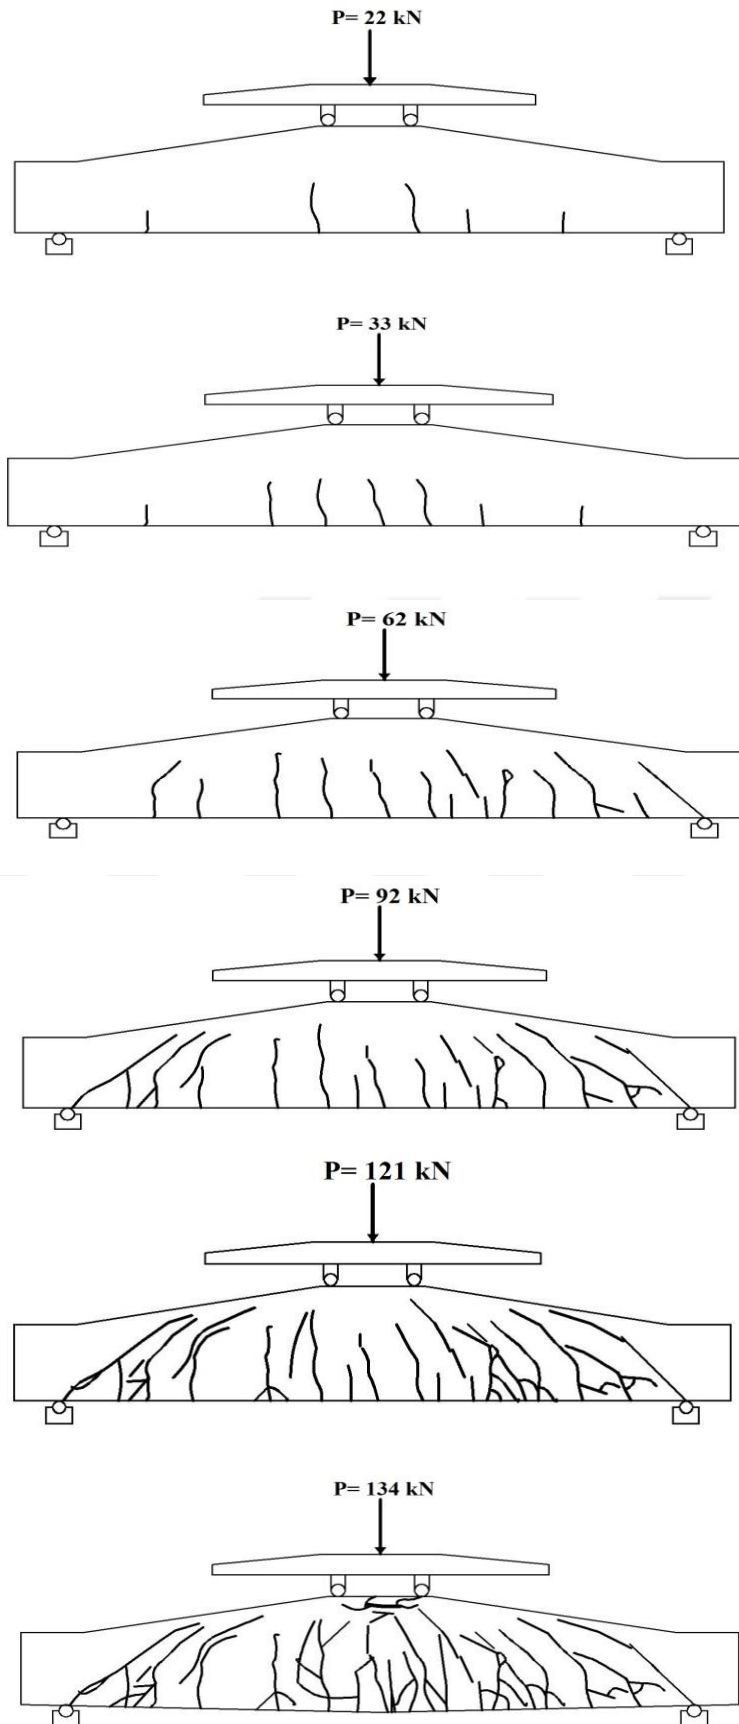 P= 22 kN
P= 33 kN
P= 62 kN
P= 92 kN
P= 121 kN
P= 134 kN